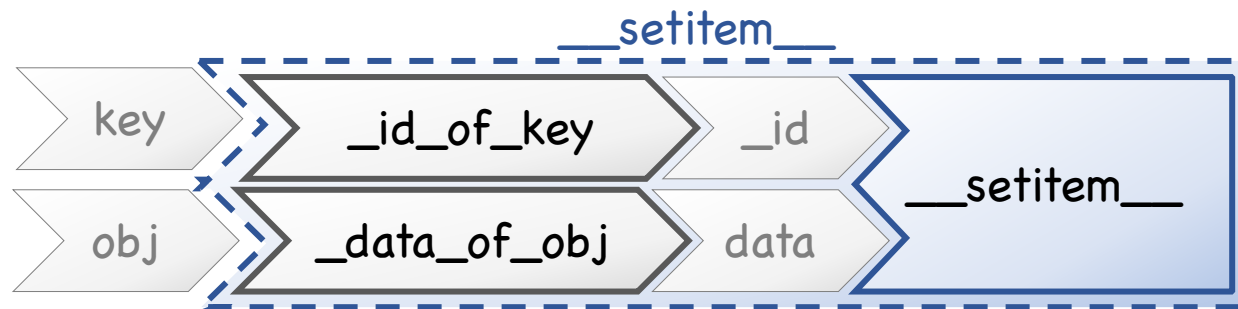 __setitem__
key
_id_of_key
_id
__setitem__
obj
_data_of_obj
data